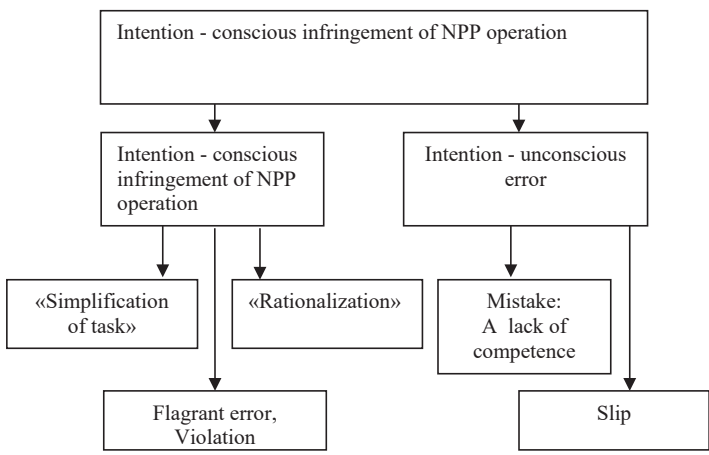 Intention - conscious infringement of NPP operation
Intention - conscious
infringement of NPP
operation
Intention - unconscious
error
«Simplification
of task»
«Rationalization»
Mistake:
A lack of
competence
Flagrant error,
Violation
Slip